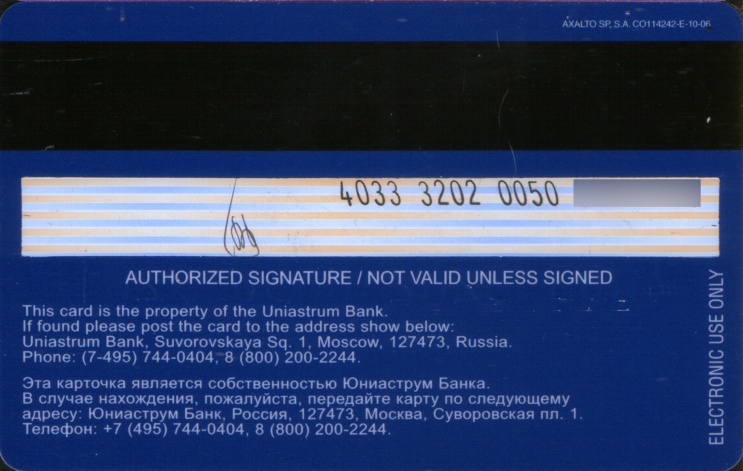 AXALTO SP, S.A. CO114242-E-10-06
4033 3202 0050
AUTHORIZED SIGNATURE / NOT VALID UNLESS SIGNED
This card is the property of the Uniastrum Bank.
If found please post the card to the address show below:
Uniastrum Bank, Suvorovskaya Sq. 1, Moscow, 127473, Russia.
Phone: (7-495) 744-0404, 8 (800) 200-2244.
Эта карточка является собственностью Юниаструм Банка.
В случае нахождения, пожалуйста, передайте карту по следующему
адресу: Юниаструм Банк, Россия, 127473, Москва, Суворовская пл. 1.
Телефон: +7 (495) 744-0404, 8 (800) 200-2244.
ELECTRONIC USE ONLY